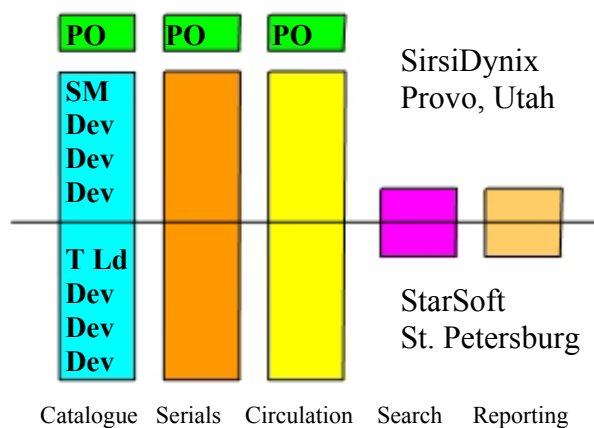 PO PO PO
SirsiDynix
Provo, Utah
SM
Dev
Dev
Dev
T Ld
Dev
Dev
Dev
StarSoft
St. Petersburg
Catalogue Serials Circulation Search Reporting